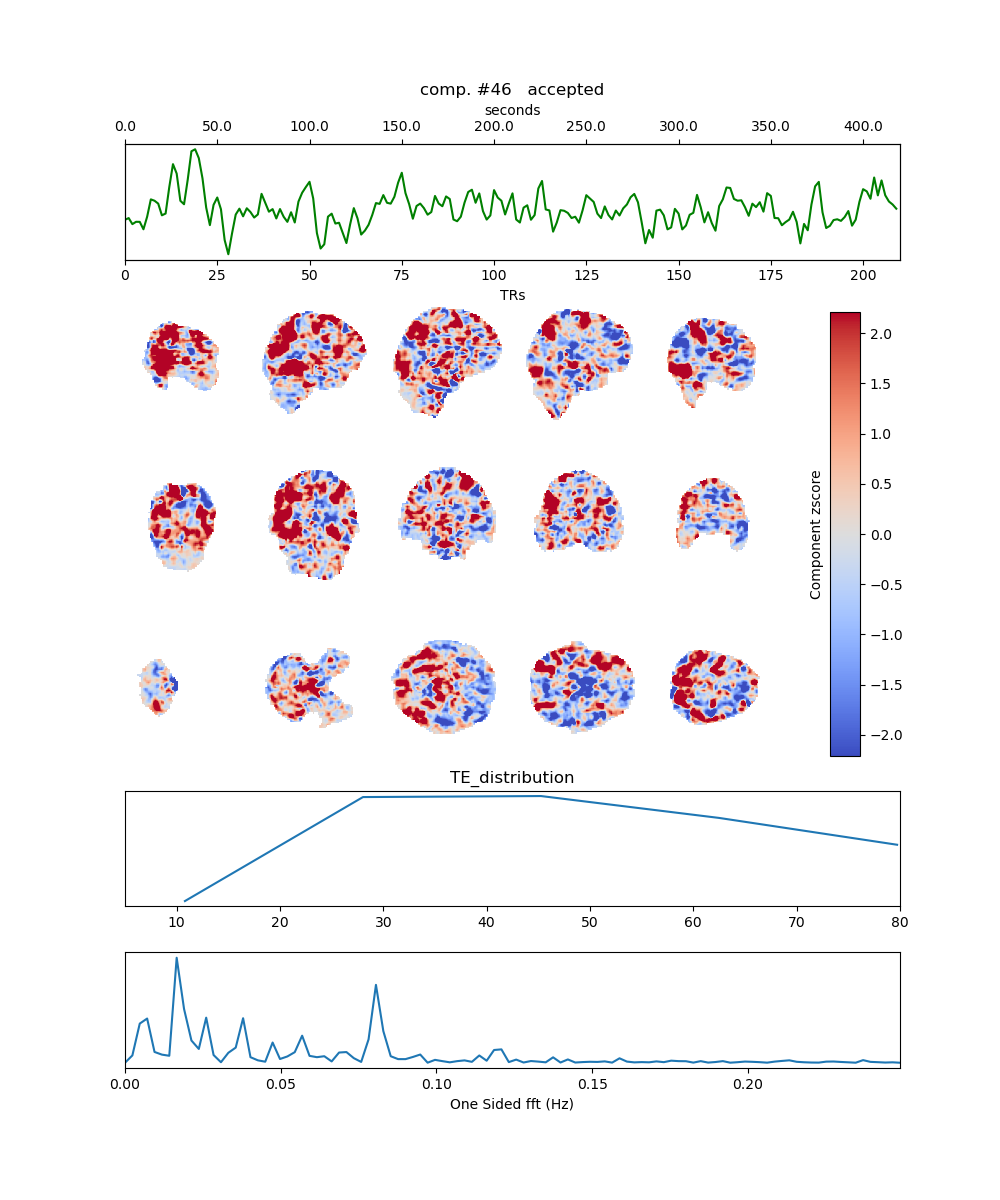 comp. #46   accepted
seconds
0.0 50.0 100.0 150.0 200.0 250.0 300.0 350.0 400.0
0 25 50 75 100 125 150 175 200
TRs
2.0
1.5
1.0
0.5
0.0
−0.5
−1.0
−1.5
−2.0
Component zscore
TE_distribution
10 20 30 40 50 60 70 80
0.00 0.05 0.10 0.15 0.20
One Sided fft (Hz)